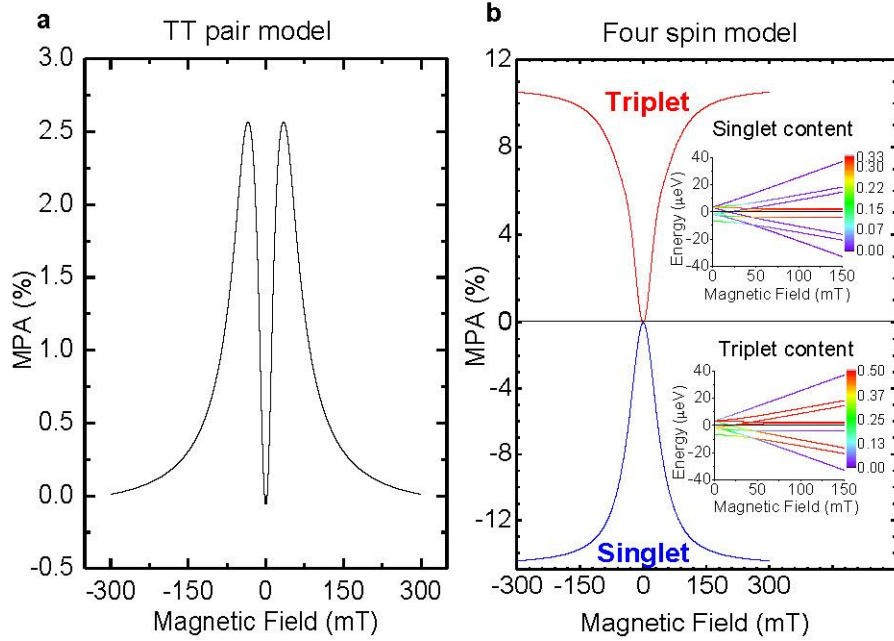 a
TT pair model
3.0
2.5
2.0
1.5
1.0
0.5
0.0
-0.5
MPA (%)
-300 -150 0 150 300
Magnetic Field (mT)
b
Four spin model
12
8
4
0
-4
-8
-12
MPA (%)
Triplet
Singlet content
40
20
0
-20
-40
Energy (μeV)
0.33
0.30
0.22
0.15
0.07
0.00
0 50 100 150
Magnetic Field (mT)
Triplet content
40
20
0
-20
-40
Energy (μeV)
0.50
0.37
0.25
0.13
0.00
0 50 100 150
Magnetic Field (mT)
Singlet
-300 -150 0 150 300
Magnetic Field (mT)